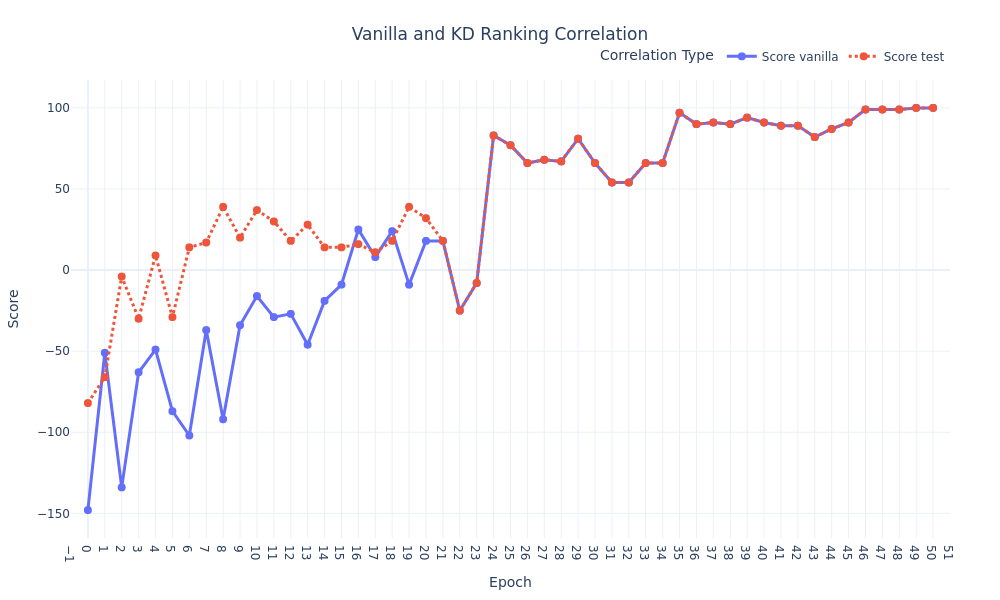 Vanilla and KD Ranking Correlation
Correlation Type Score vanilla Score test
100
50
0
−50
−100
−150
Score
−1 0 1 2 3 4 5 6 7 8 9 10 11 12 13 14 15 16 17 18 19 20 21 22 23 24 25 26 27 28 29 30 31 32 33 34 35 36 37 38 39 40 41 42 43 44 45 46 47 48 49 50 51
Epoch